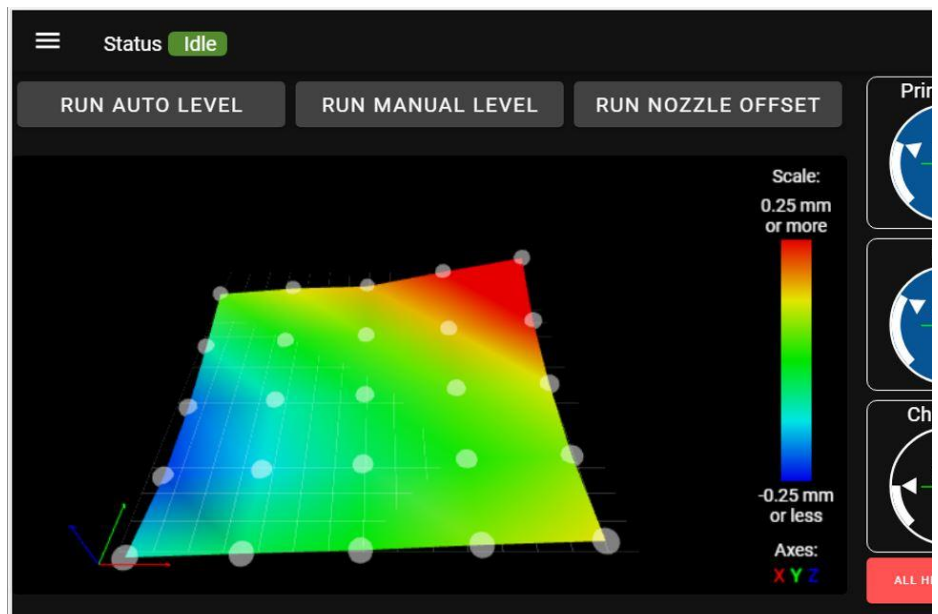 Status Idle
RUN AUTO LEVEL
RUN MANUAL LEVEL
RUN NOZZLE OFFSET
Scale:
0.25 mm
or more
-0.25 mm
or less
Axes:
X Y Z
ALL